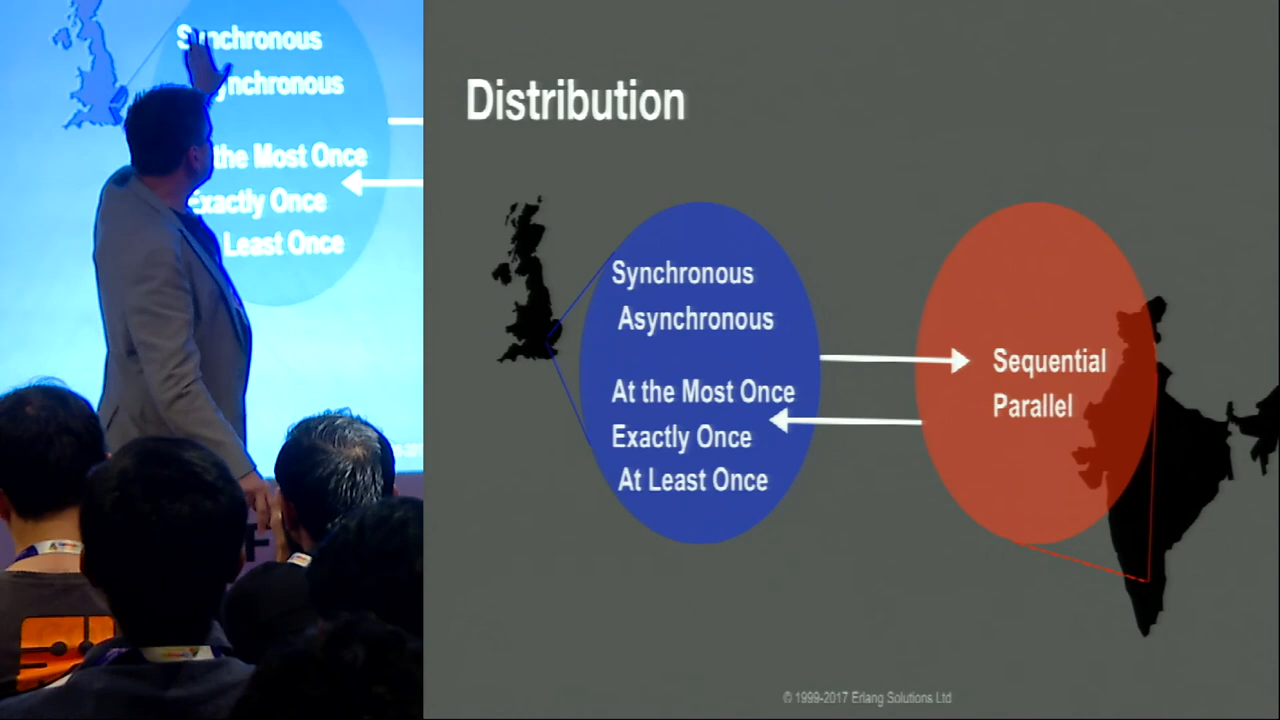 Synchronous
ynchronous
the Most Once
Exactly Once
Least Once
Distribution
Synchronous
Asynchronous
At the Most Once
Exactly Once
At Least Once
Sequential
Parallel
© 1999-2017 Erlang Solutions Ltd